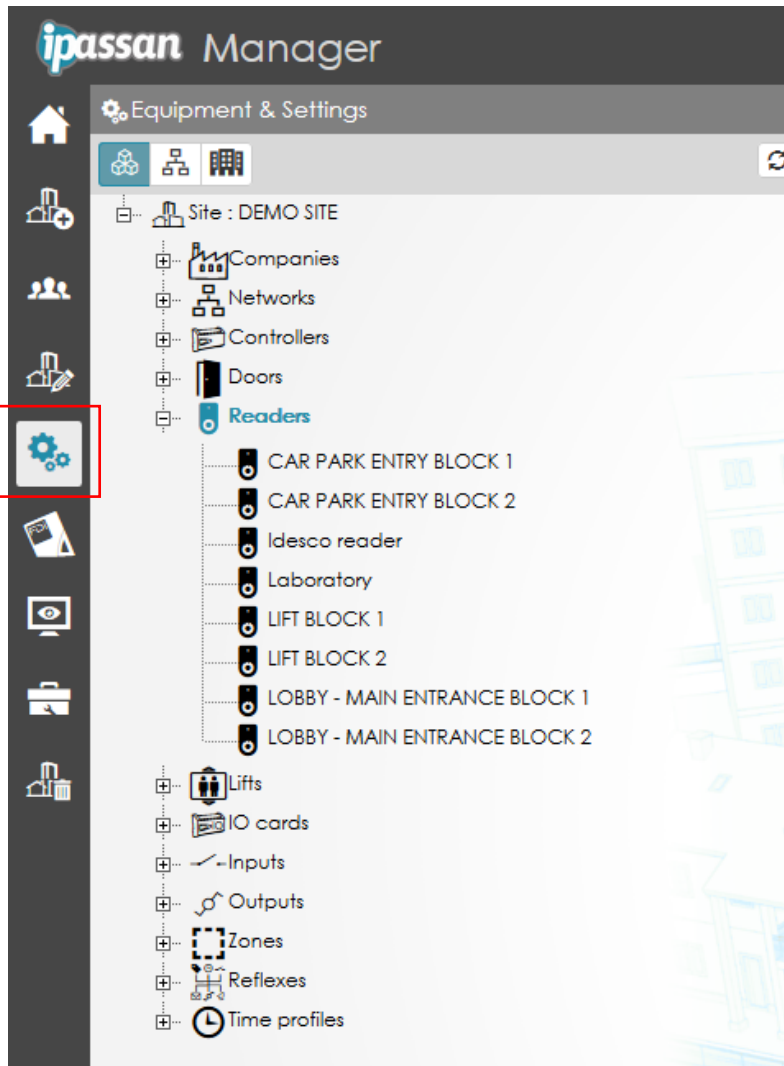 ipassan Manager
Equipment & Settings
Site : DEMO SITE
Companies
Networks
Controllers
Doors
Readers
CAR PARK ENTRY BLOCK 1
CAR PARK ENTRY BLOCK 2
Idesco reader
Laboratory
LIFT BLOCK 1
LIFT BLOCK 2
LOBBY - MAIN ENTRANCE BLOCK 1
LOBBY - MAIN ENTRANCE BLOCK 2
Lifts
IO cards
Inputs
Outputs
Zones
Reflexes
Time profiles